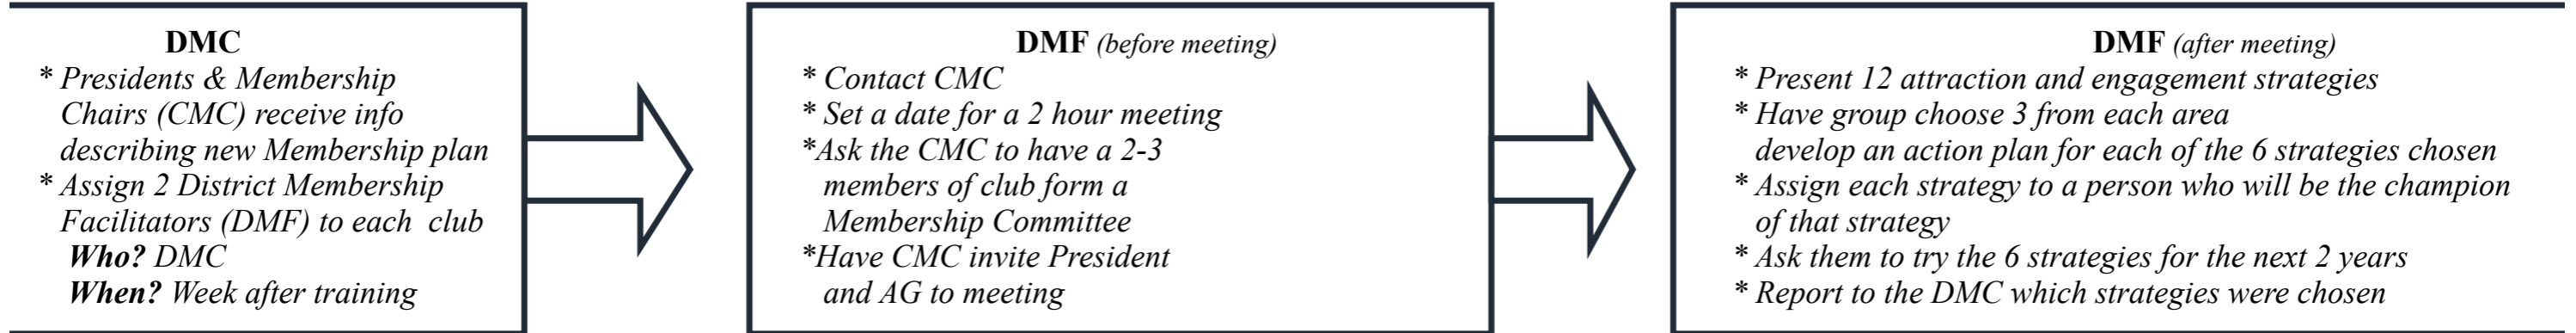 DMC
* Presidents & Membership
Chairs (CMC) receive info
describing new Membership plan
* Assign 2 District Membership
Facilitators (DMF) to each club
Who? DMC
When? Week after training
DMF (before meeting)
* Contact CMC
* Set a date for a 2 hour meeting
*Ask the CMC to have a 2-3
members of club form a
Membership Committee
*Have CMC invite President
and AG to meeting
DMF (after meeting)
* Present 12 attraction and engagement strategies
* Have group choose 3 from each area
develop an action plan for each of the 6 strategies chosen
* Assign each strategy to a person who will be the champion
of that strategy
* Ask them to try the 6 strategies for the next 2 years
* Report to the DMC which strategies were chosen